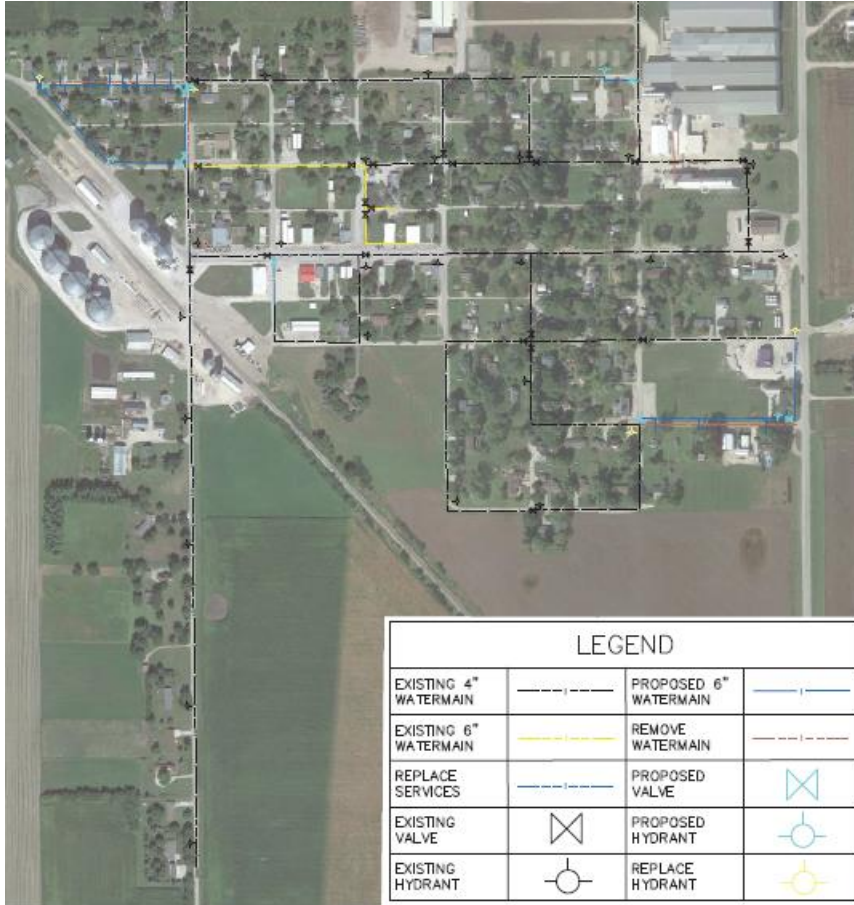 LEGEND
EXISTING 4"
WATERMAIN
PROPOSED 6"
WATERMAIN
EXISTING 6"
WATERMAIN
REMOVE
WATERMAIN
REPLACE
SERVICES
PROPOSED
VALVE
EXISTING
VALVE
PROPOSED
HYDRANT
EXISTING
HYDRANT
REPLACE
HYDRANT